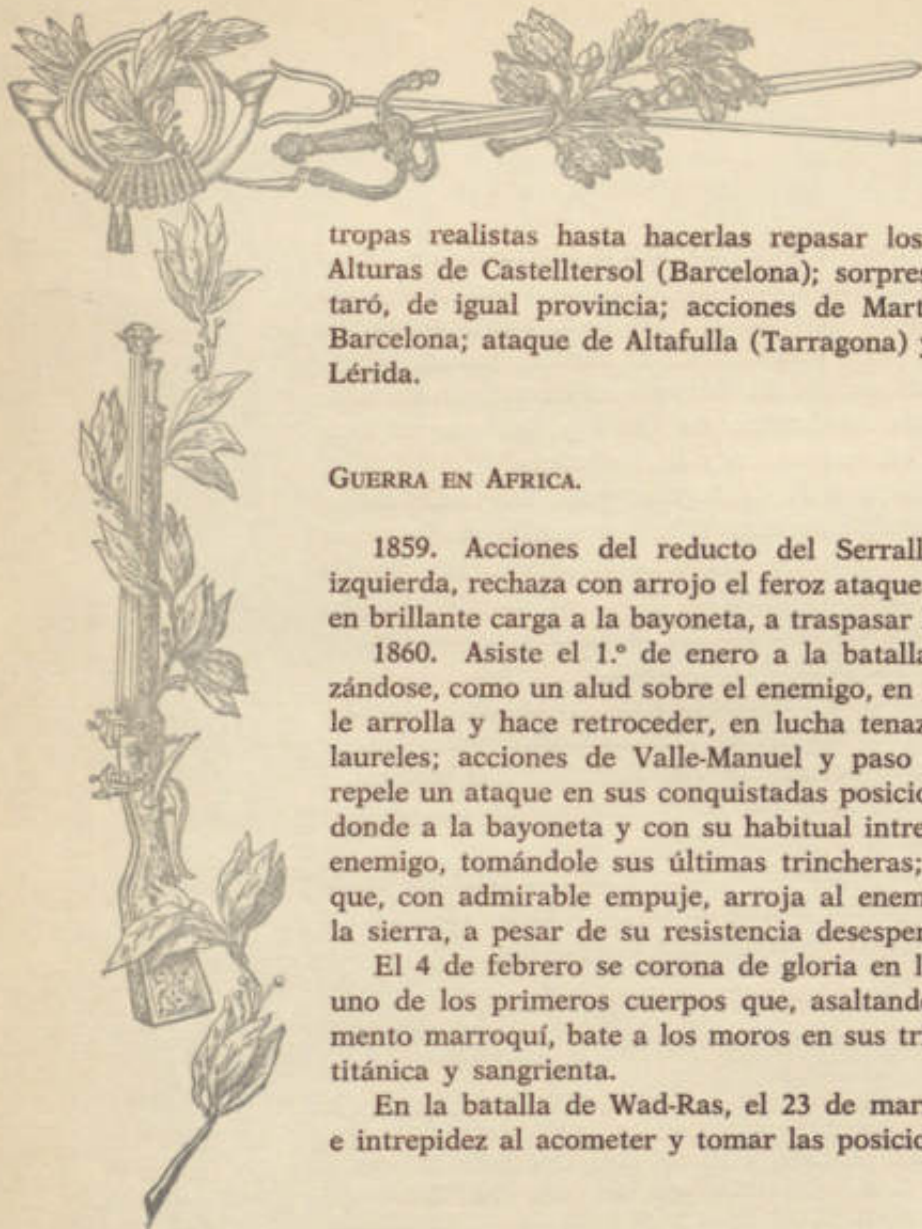 tropas realistas hasta hacerlas repasar los
Alturas de Castelltersol (Barcelona); sorpres
taró, de igual provincia; acciones de Mart
Barcelona; ataque de Altafulla (Tarragona)
Lérida.
GUERRA EN AFRICA.
1859. Acciones del reducto del Serrall
izquierda, rechaza con arrojo el feroz ataque
en brillante carga a la bayoneta, a traspasar
1860. Asiste el 1.º de enero a la batalla
zándose, como un alud sobre el enemigo, en
le arrolla y hace retroceder, en lucha tenaz
laureles; acciones de Valle-Manuel y paso
repele un ataque en sus conquistadas posicio
donde a la bayoneta y con su habitual intre
enemigo, tomándole sus últimas trincheras;
que, con admirable empuje, arroja al enem
la sierra, a pesar de su resistencia desesper
El 4 de febrero se corona de gloria en l
uno de los primeros cuerpos que, asaltand
mento marroquí, bate a los moros en sus tri
titánica y sangrienta.
En la batalla de Wad-Ras, el 23 de mar
e intrepidez al acometer y tomar las posicio